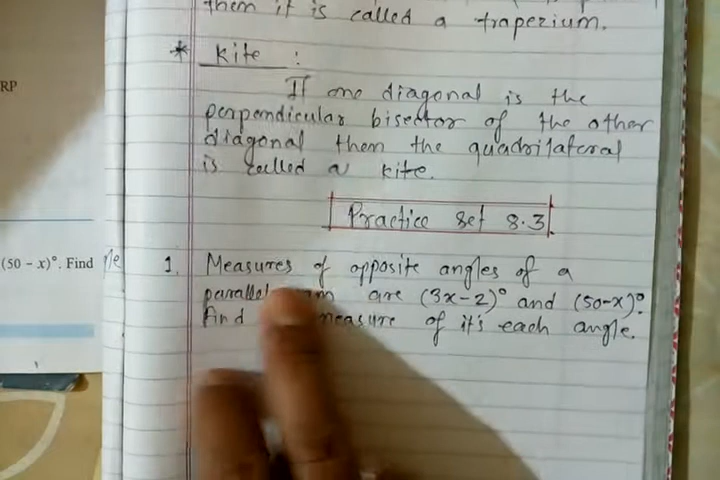 them it is called a trapezium.
* Kite :
If one diagonal is the
perpendicular bisector of the other
diagonal then the quadrilateral
is called a kite.
Practice set 8.3
1. Measures of opposite angles of a
are (3x-2)° and (50-x)°.
find measure of it's each angle.
RP
(50 – x)°. Find